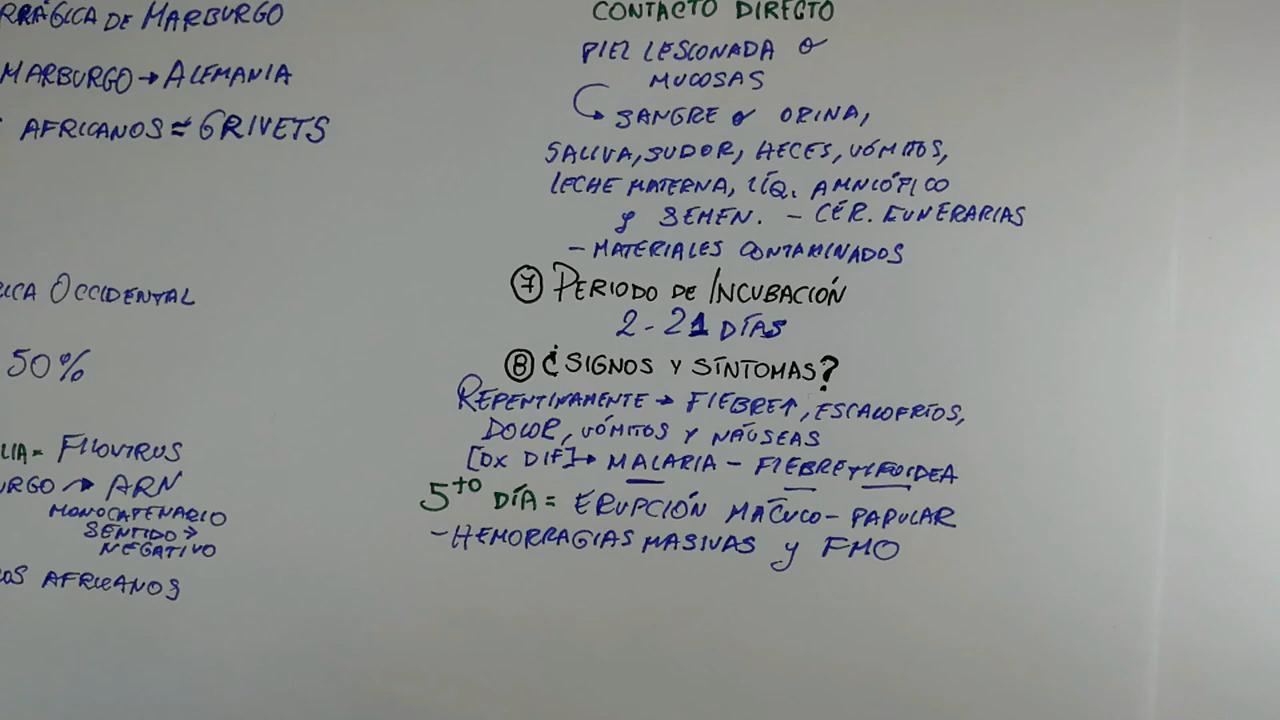 RRÁGICA DE MARBURGO
MARBURGO → ALEMANIA
AFRICANOS = GRIVETS
ICA OCCIDENTAL
50%
LIA = FILOVIRUS
URGO → ARN
MONOCATENARIO
SENTIDO →
NEGATIVO
OS AFRICANOS
CONTACTO DIRECTO
PIEL LESIONADA O
MUCOSAS
↳ SANGRE O ORINA,
SALIVA, SUDOR, HECES, VÓMITOS,
LECHE MATERNA, LÍQ. AMNIÓTICO
y SEMEN. - CÉR. FUNERARIAS
- MATERIALES CONTAMINADOS
⑦ PERIODO DE INCUBACIÓN
2 - 21 DÍAS
⑧ ¿SIGNOS Y SÍNTOMAS?
REPENTINAMENTE → FIEBRE↑, ESCALOFRÍOS,
DOLOR, VÓMITOS Y NÁUSEAS
[DX DIF] → MALARIA - FIEBRE TIFOIDEA
5to DÍA = ERUPCIÓN MACULO - PAPULAR
- HEMORRAGIAS MASIVAS y FMO